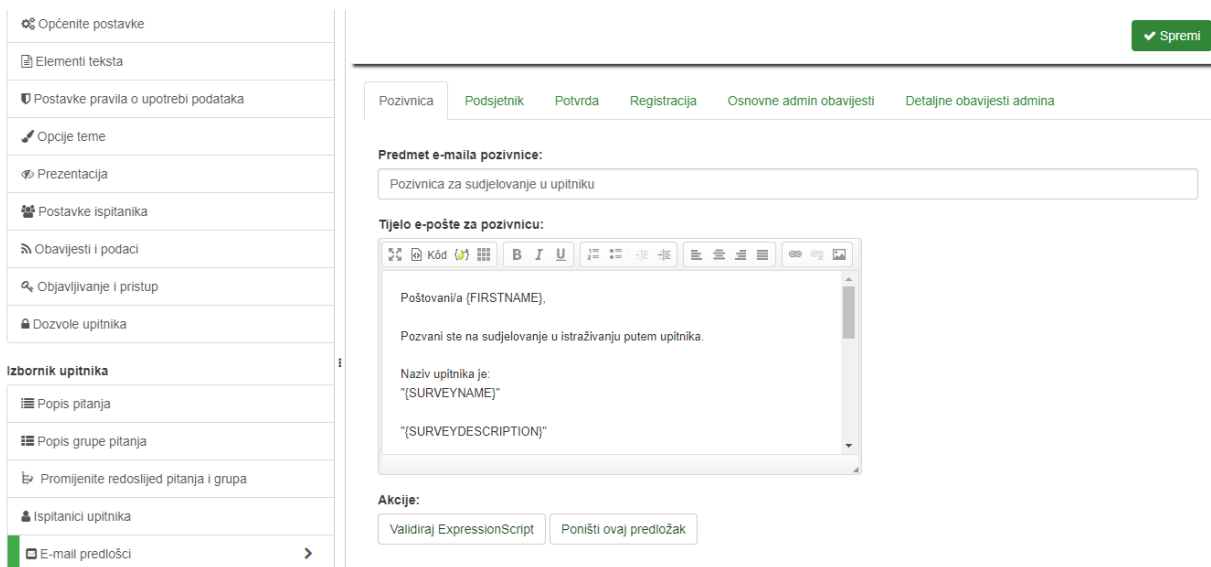 Općenite postavke
Elementi teksta
Postavke pravila o upotrebi podataka
Opcije teme
Prezentacija
Postavke ispitanika
Obavijesti i podaci
Objavljivanje i pristup
Dozvole upitnika
Izbornik upitnika
Popis pitanja
Popis grupe pitanja
Promijenite redoslijed pitanja i grupa
Ispitanici upitnika
E-mail predlošci
Spremi
Pozivnica Podsjetnik Potvrda Registracija Osnovne admin obavijesti Detaljne obavijesti admina
Predmet e-maila pozivnice:
Pozivnica za sudjelovanje u upitniku
Tijelo e-pošte za pozivnicu:
Kôd B I U
Poštovani/a {FIRSTNAME},
Pozvani ste na sudjelovanje u istraživanju putem upitnika.
Naziv upitnika je:
"{SURVEYNAME}"
"{SURVEYDESCRIPTION}"
Akcije:
Validiraj ExpressionScript Poništi ovaj predložak